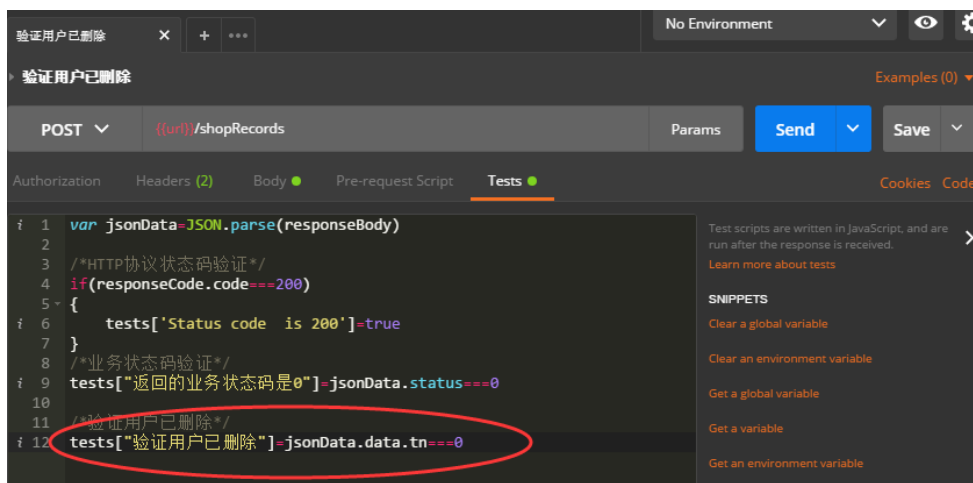 验证用户已删除 × + •••
No Environment
验证用户已删除
Examples (0)
POST {{url}}/shopRecords Params Send Save
Authorization Headers (2) Body Pre-request Script Tests Cookies Code
i 1 var jsonData=JSON.parse(responseBody)
2
3 /*HTTP协议状态码验证*/
4 if(responseCode.code===200)
5 {
i 6 tests['Status code  is 200']=true
7 }
8 /*业务状态码验证*/
i 9 tests["返回的业务状态码是0"]=jsonData.status===0
10
11 /*验证用户已删除*/
i 12 tests["验证用户已删除"]=jsonData.data.tn===0
Test scripts are written in JavaScript, and are
run after the response is received.
Learn more about tests
SNIPPETS
Clear a global variable
Clear an environment variable
Get a global variable
Get a variable
Get an environment variable